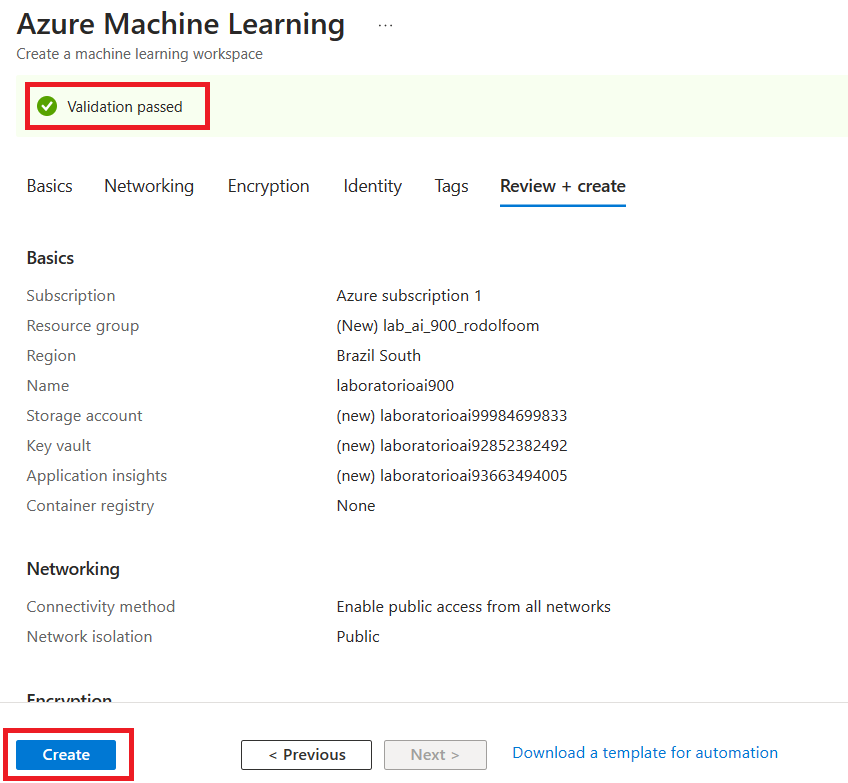 Azure Machine Learning ...
Create a machine learning workspace
Validation passed
Basics Networking Encryption Identity Tags Review + create
Basics
Subscription Azure subscription 1
Resource group (New) lab_ai_900_rodolfoom
Region Brazil South
Name laboratorioai900
Storage account (new) laboratorioai99984699833
Key vault (new) laboratorioai92852382492
Application insights (new) laboratorioai93663494005
Container registry None
Networking
Connectivity method Enable public access from all networks
Network isolation Public
Encryption
Create < Previous Next > Download a template for automation